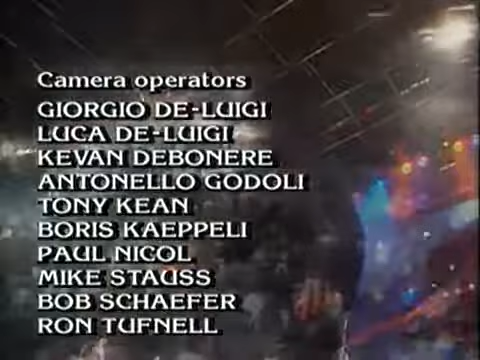 Camera operators
GIORGIO DE-LUIGI
LUCA DE-LUIGI
KEVAN DEBONERE
ANTONELLO GODOLI
TONY KEAN
BORIS KAEPPELI
PAUL NICOL
MIKE STAUSS
BOB SCHAEFER
RON TUFNELL